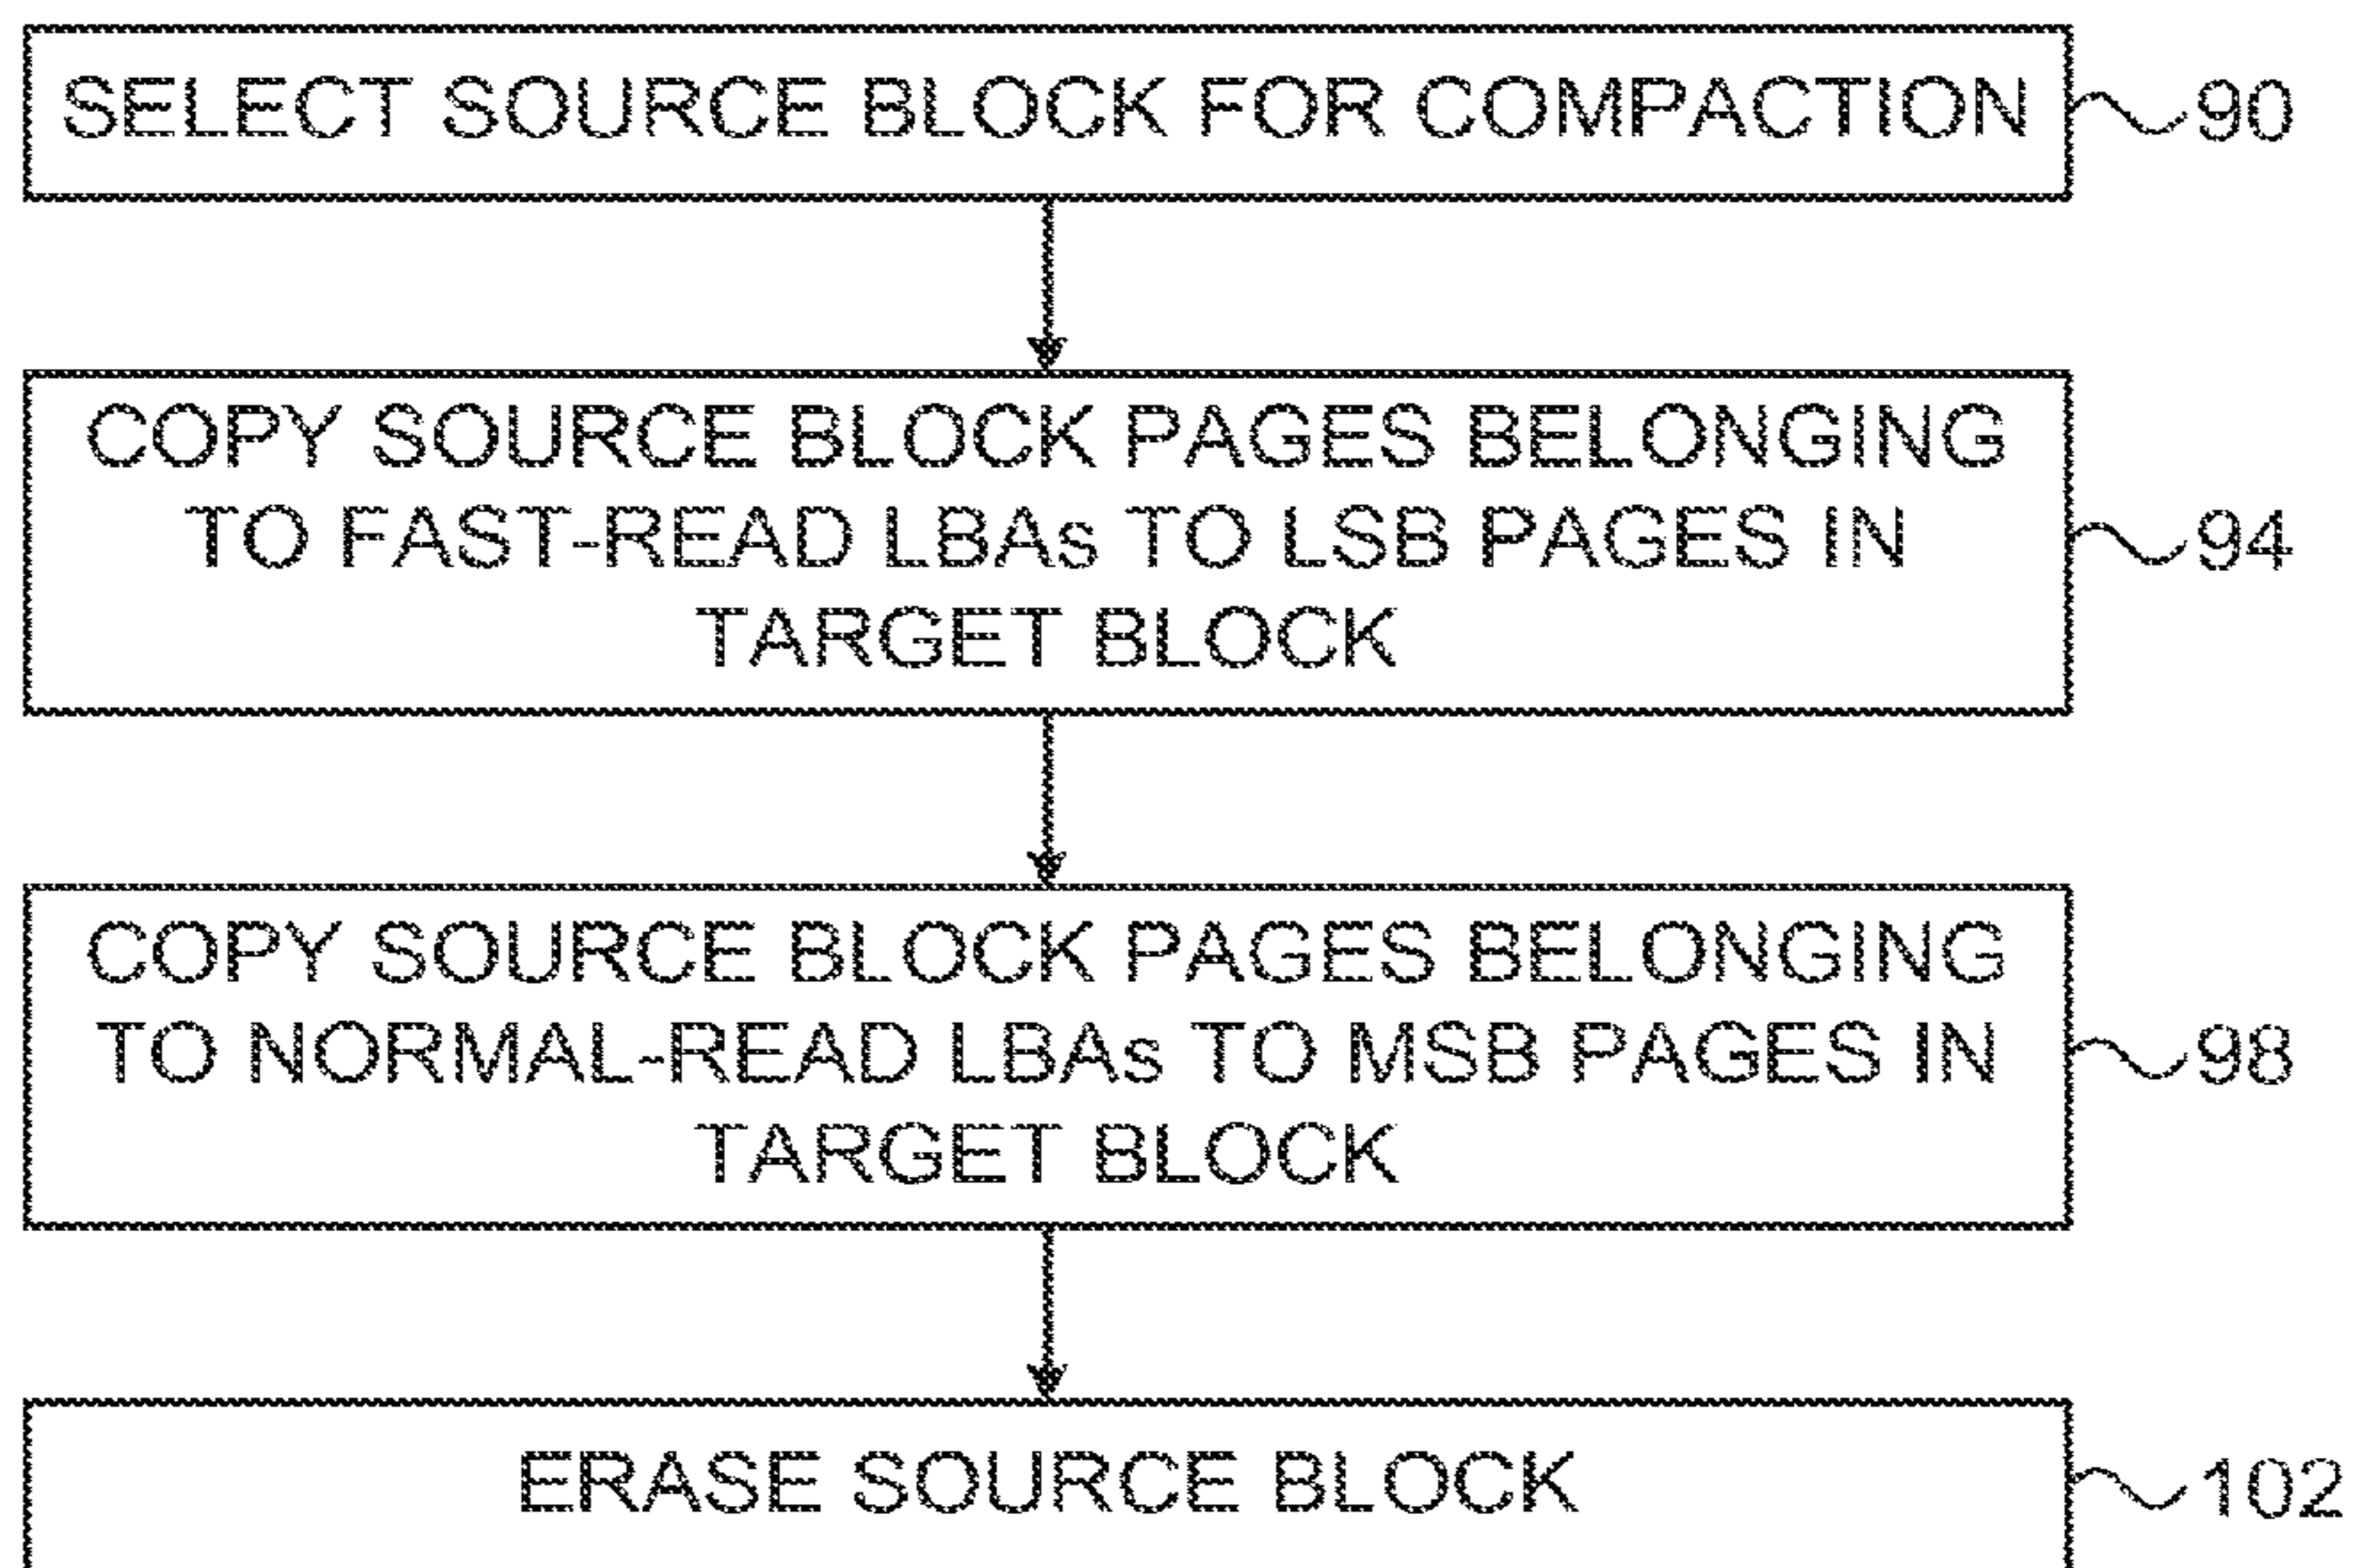 SELECT SOURCE BLOCK FOR COMPACTION
90
COPY SOURCE BLOCK PAGES BELONGING
TO FAST-READ LBAs TO LSB PAGES IN
TARGET BLOCK
94
COPY SOURCE BLOCK PAGES BELONGING
TO NORMAL-READ LBAs TO MSB PAGES IN
TARGET BLOCK
98
ERASE SOURCE BLOCK
102